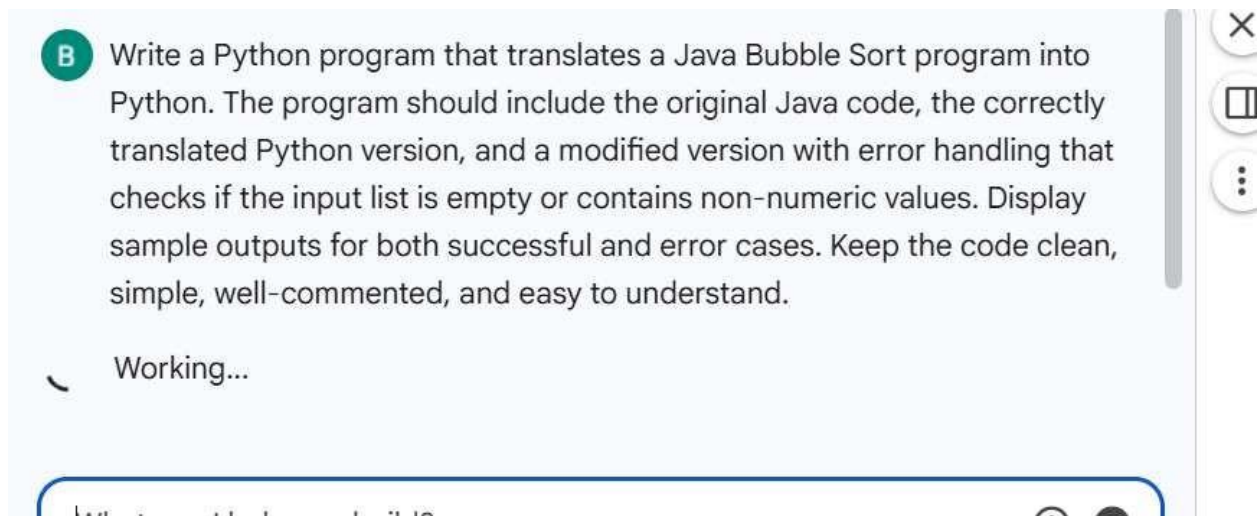 B Write a Python program that translates a Java Bubble Sort program into
Python. The program should include the original Java code, the correctly
translated Python version, and a modified version with error handling that
checks if the input list is empty or contains non-numeric values. Display
sample outputs for both successful and error cases. Keep the code clean,
simple, well-commented, and easy to understand.
Working...